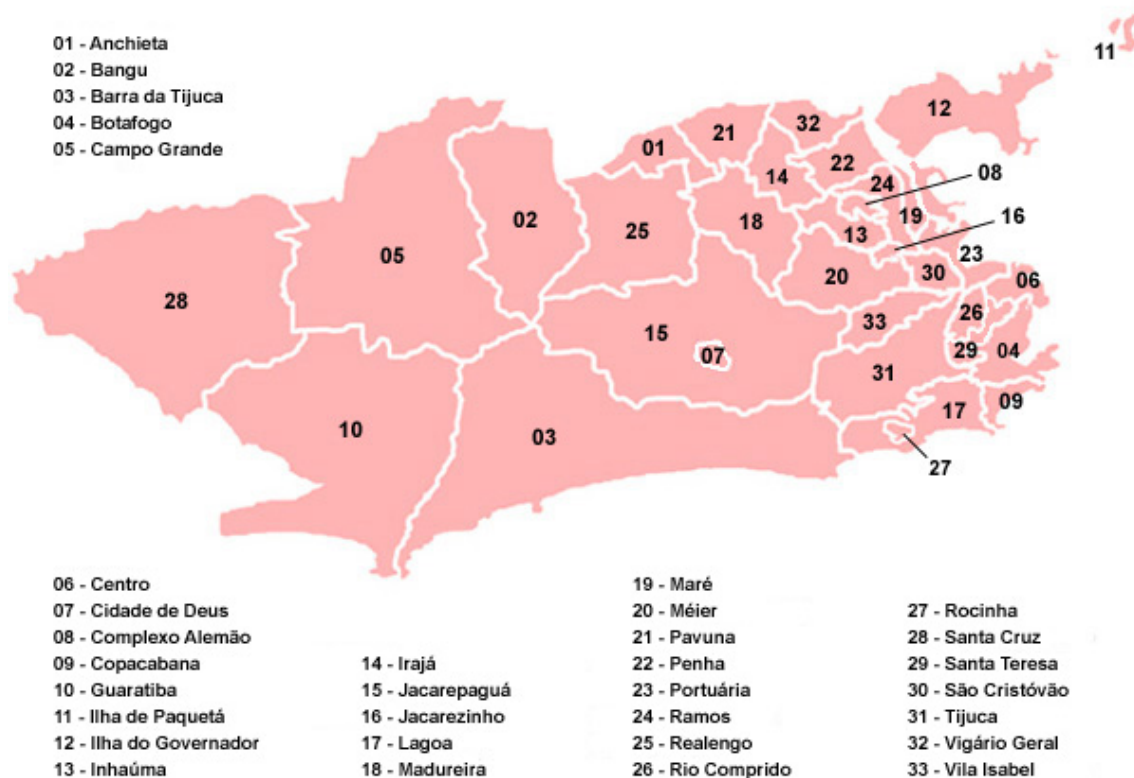 01 - Anchieta
02 - Bangu
03 - Barra da Tijuca
04 - Botafogo
05 - Campo Grande
11
12
32
21
01
22
14
08
24
02
18
19
16
25
13
05
23
20
30
06
28
26
33
15
07
29
04
31
09
17
10
03
27
06 - Centro
07 - Cidade de Deus
08 - Complexo Alemão
09 - Copacabana
10 - Guaratiba
11 - Ilha de Paquetá
12 - Ilha do Governador
13 - Inhaúma
14 - Irajá
15 - Jacarepaguá
16 - Jacarezinho
17 - Lagoa
18 - Madureira
19 - Maré
20 - Méier
21 - Pavuna
22 - Penha
23 - Portuária
24 - Ramos
25 - Realengo
26 - Rio Comprido
27 - Rocinha
28 - Santa Cruz
29 - Santa Teresa
30 - São Cristóvão
31 - Tijuca
32 - Vigário Geral
33 - Vila Isabel